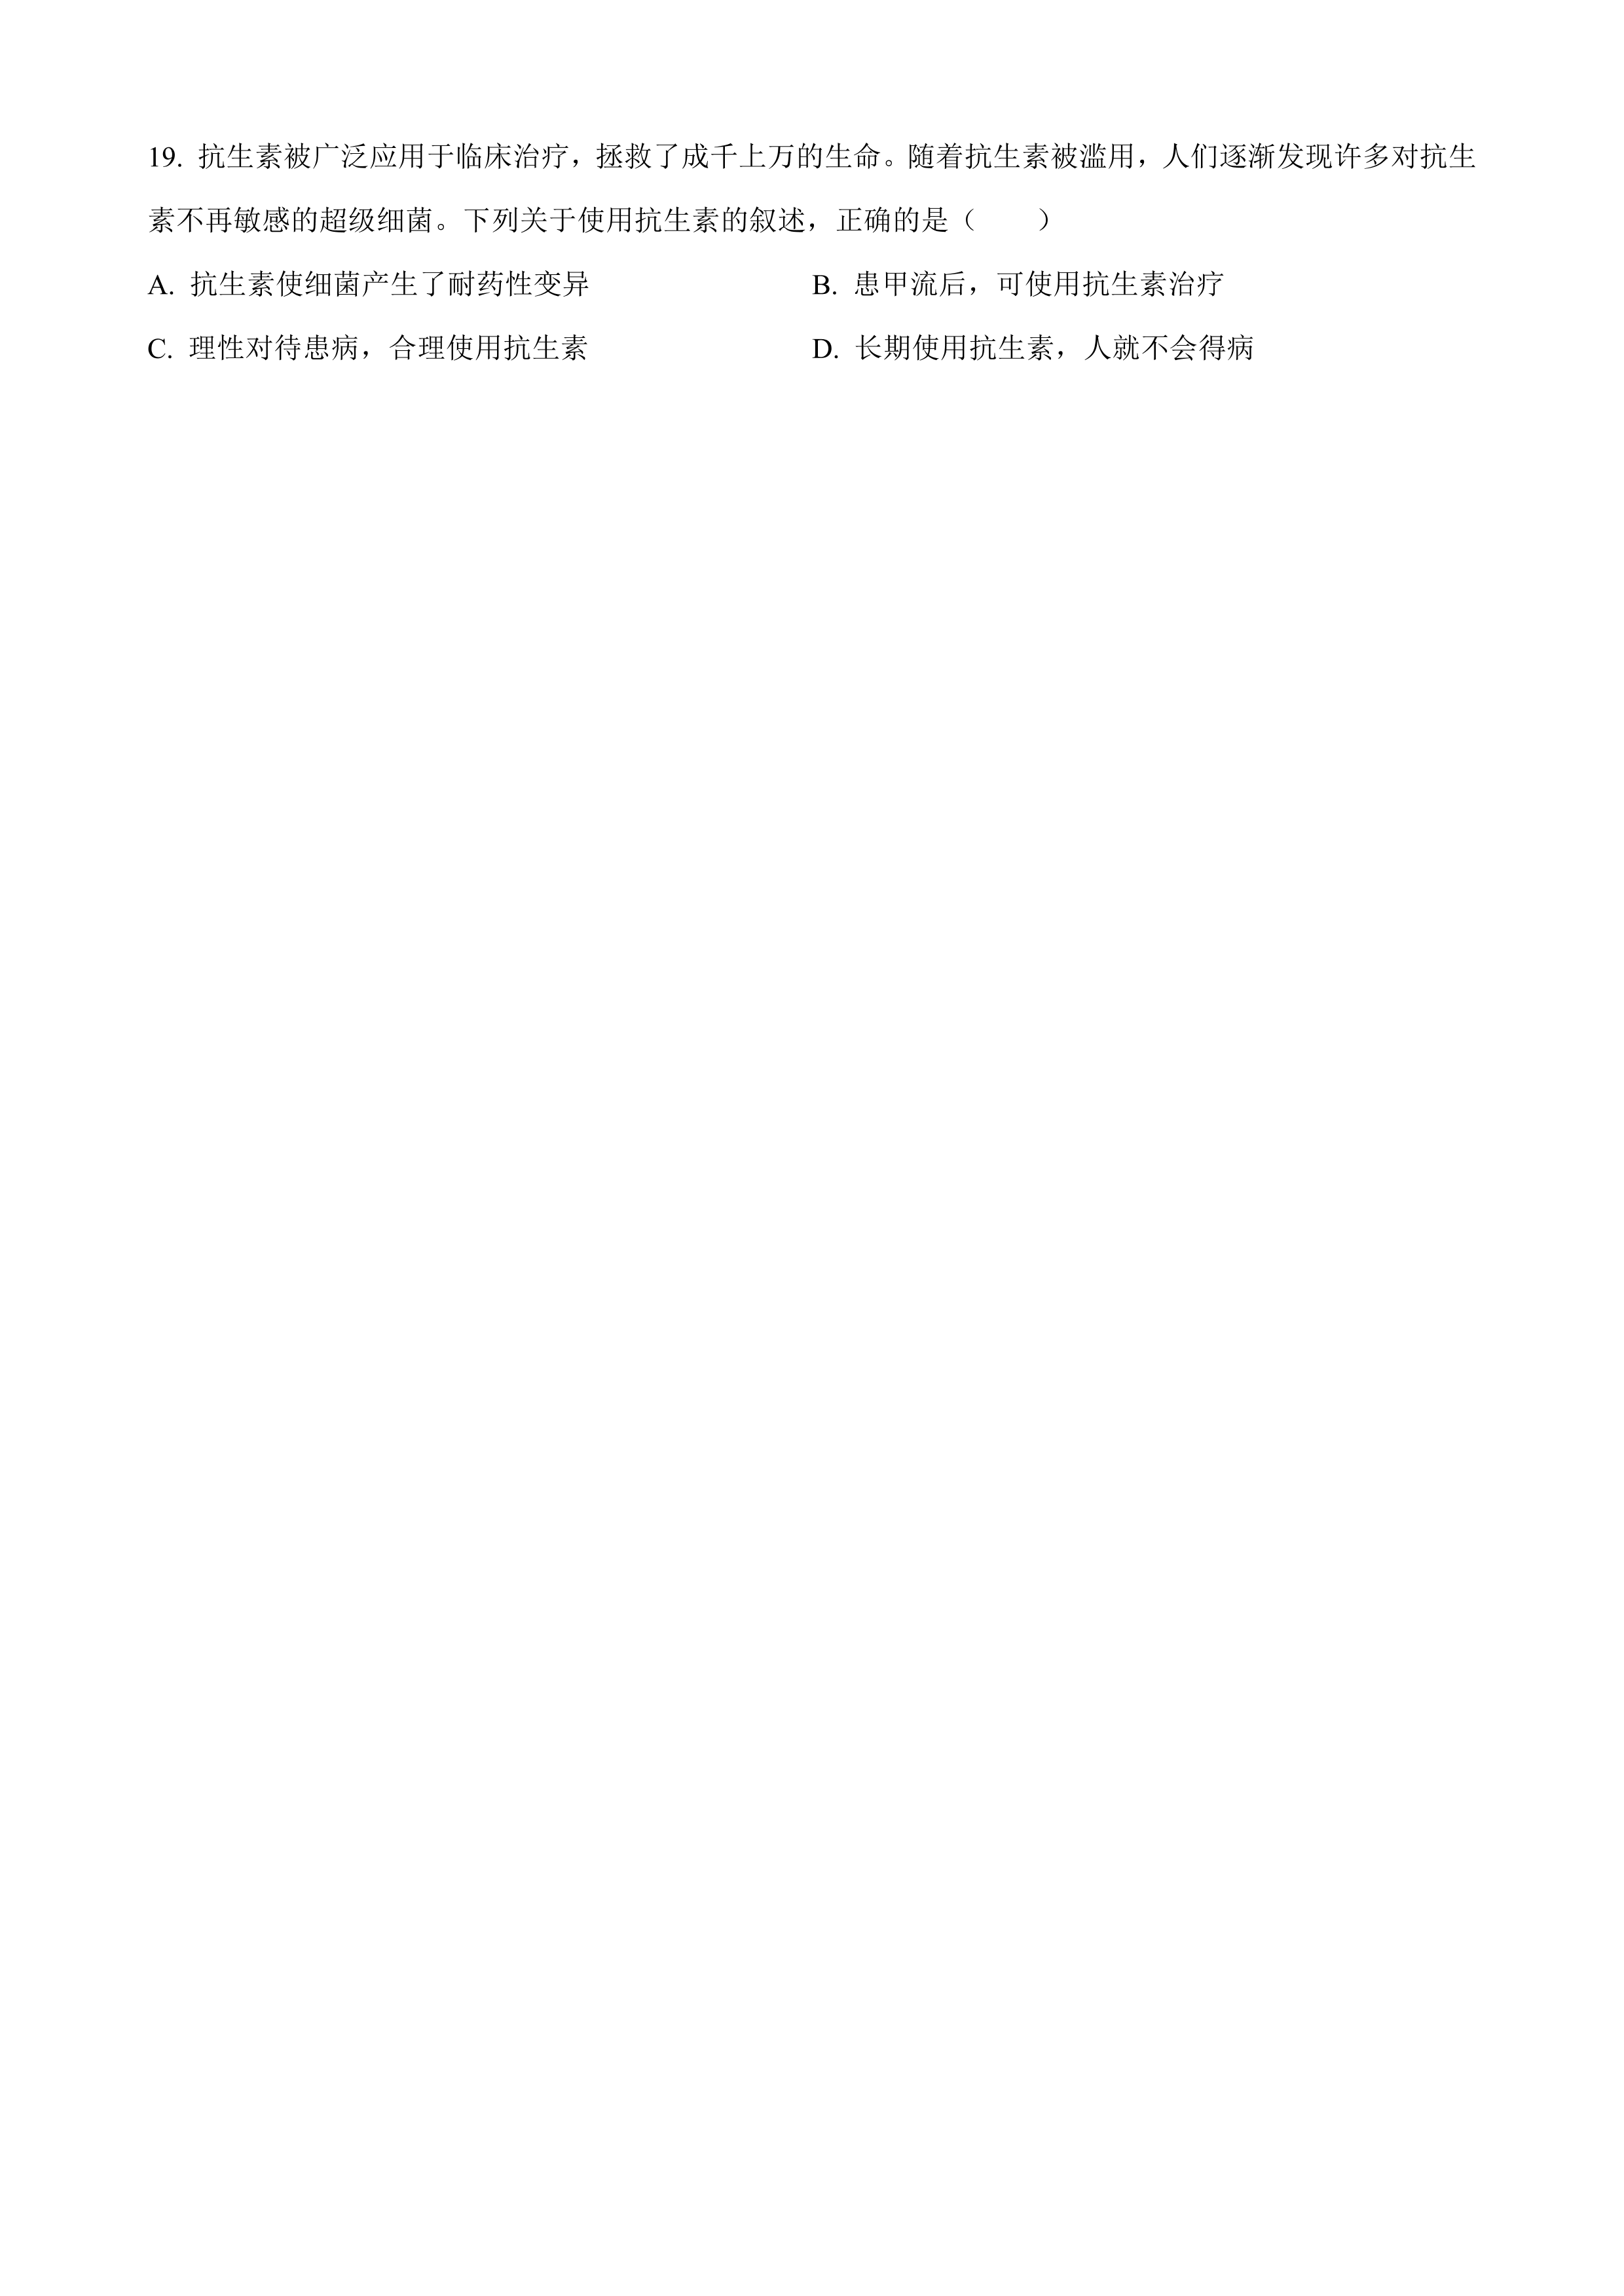 19. 抗生素被广泛应用于临床治疗，拯救了成千上万的生命。随着抗生素被滥用，人们逐渐发现许多对抗生
素不再敏感的超级细菌。下列关于使用抗生素的叙述，正确的是（　　）
A. 抗生素使细菌产生了耐药性变异　　B. 患甲流后，可使用抗生素治疗
C. 理性对待患病，合理使用抗生素　　D. 长期使用抗生素，人就不会得病